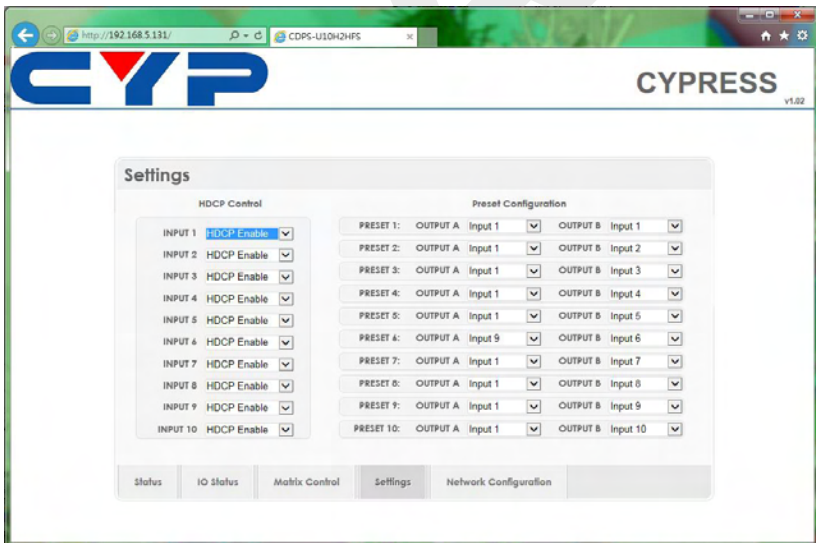 http://192.168.5.131/
CDPS-U10H2HFS
CYP
CYPRESS
v1.02
Settings
HDCP Control
INPUT 1 HDCP Enable
INPUT 2 HDCP Enable
INPUT 3 HDCP Enable
INPUT 4 HDCP Enable
INPUT 5 HDCP Enable
INPUT 6 HDCP Enable
INPUT 7 HDCP Enable
INPUT 8 HDCP Enable
INPUT 9 HDCP Enable
INPUT 10 HDCP Enable
Preset Configuration
PRESET 1: OUTPUT A Input 1 OUTPUT B Input 1
PRESET 2: OUTPUT A Input 1 OUTPUT B Input 2
PRESET 3: OUTPUT A Input 1 OUTPUT B Input 3
PRESET 4: OUTPUT A Input 1 OUTPUT B Input 4
PRESET 5: OUTPUT A Input 1 OUTPUT B Input 5
PRESET 6: OUTPUT A Input 9 OUTPUT B Input 6
PRESET 7: OUTPUT A Input 1 OUTPUT B Input 7
PRESET 8: OUTPUT A Input 1 OUTPUT B Input 8
PRESET 9: OUTPUT A Input 1 OUTPUT B Input 9
PRESET 10: OUTPUT A Input 1 OUTPUT B Input 10
Status IO Status Matrix Control Settings Network Configuration